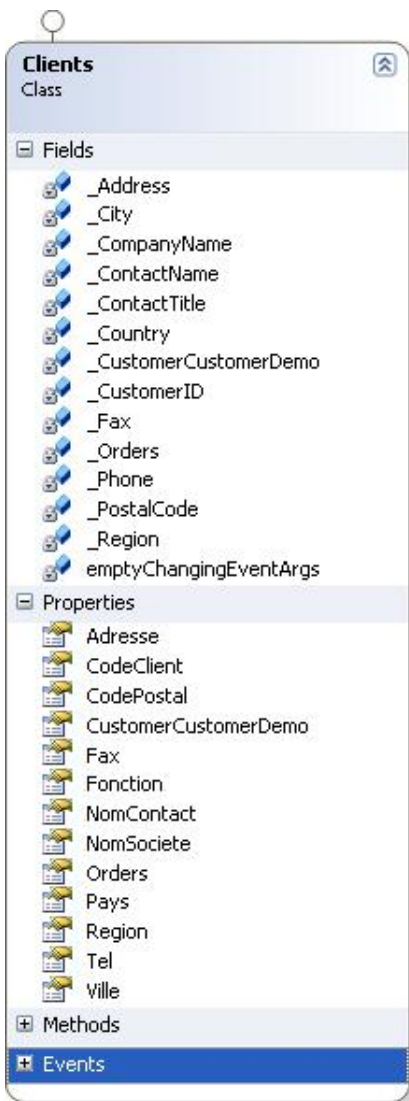 Clients
Class
Fields
_Address
_City
_CompanyName
_ContactName
_ContactTitle
_Country
_CustomerCustomerDemo
_CustomerID
_Fax
_Orders
_Phone
_PostalCode
_Region
emptyChangingEventArgs
Properties
Adresse
CodeClient
CodePostal
CustomerCustomerDemo
Fax
Fonction
NomContact
NomSociete
Orders
Pays
Region
Tel
Ville
Methods
Events